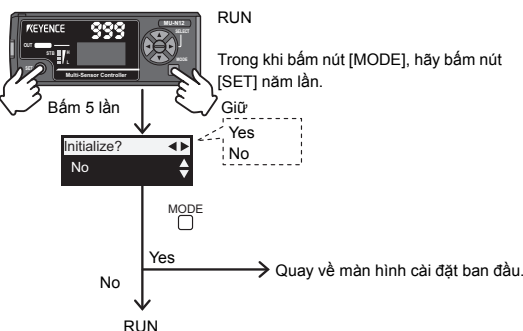 RUN
KEYENCE
999
MU-N12
SELECT
OUT
STB
MODE
SET
Multi-Sensor Controller
Trong khi bấm nút [MODE], hãy bấm nút
[SET] năm lần.
Bấm 5 lần
Giữ
Initialize?
No
Yes
No
MODE
Yes
Quay về màn hình cài đặt ban đầu.
No
RUN